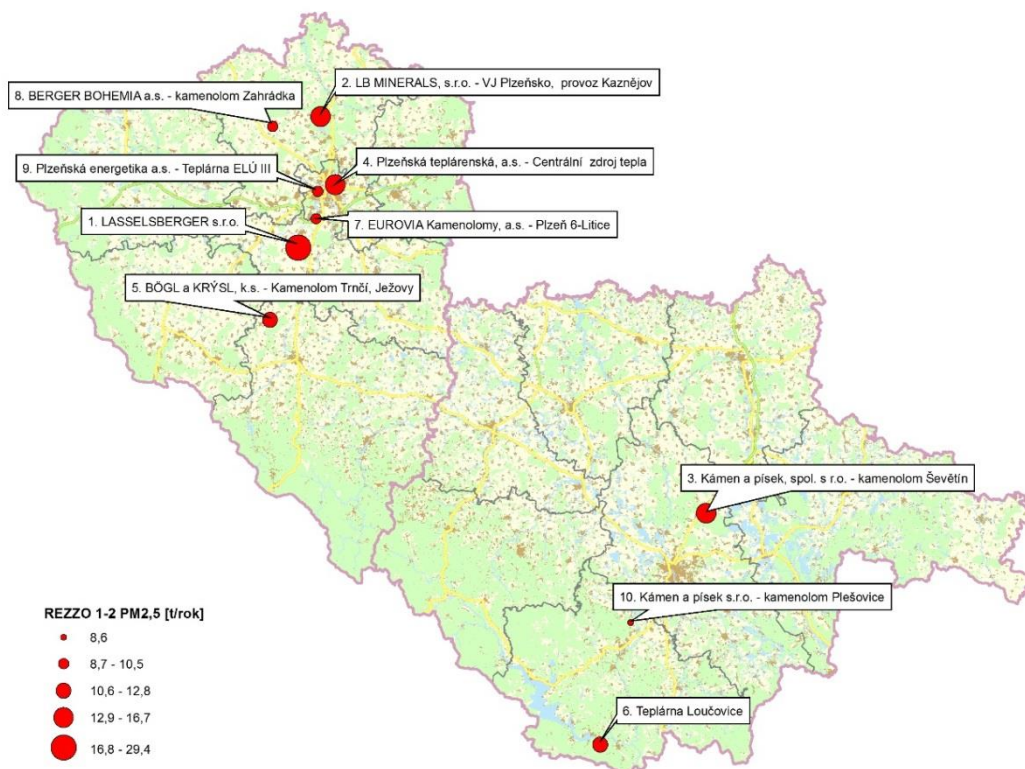 2. LB MINERALS, s.r.o. - VJ Plzeňsko, provoz Kaznějov
8. BERGER BOHEMIA a.s. - kamenolom Zahrádka
4. Plzeňská teplárenská, a.s. - Centrální zdroj tepla
9. Plzeňská energetika a.s. - Teplárna ELÚ III
1. LASSELSBERGER s.r.o.
7. EUROVIA Kamenolomy, a.s. - Plzeň 6-Litice
5. BÖGL a KRÝSL, k.s. - Kamenolom Trnčí, Ježovy
3. Kámen a písek, spol. s r.o. - kamenolom Ševětín
10. Kámen a písek s.r.o. - kamenolom Plešovice
6. Teplárna Loučovice
REZZO 1-2 PM2,5 [t/rok]
8,6
8,7 - 10,5
10,6 - 12,8
12,9 - 16,7
16,8 - 29,4